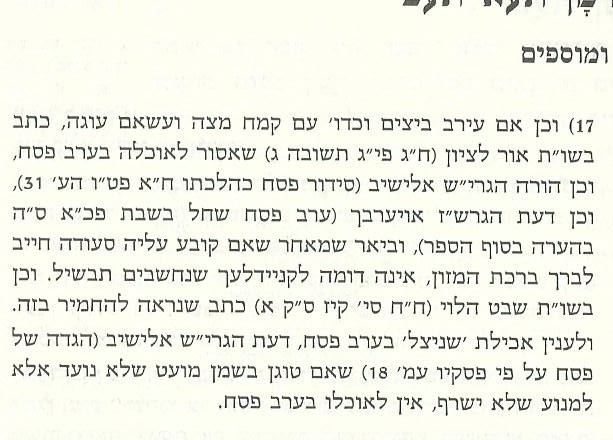 ומוספים
17) וכן אם עירב ביצים וכדו׳ עם קמח מצה ועשאם עוגה, כתב
בשו״ת אור לציון (ח״ג פי״ג תשובה ג) שאסור לאוכלה בערב פסח,
וכן הורה הגרי״ש אלישיב (סידור פסח כהלכתו ח״א פט״ו הע׳ 31),
וכן דעת הגרש״ז אויערבך (ערב פסח שחל בשבת פכ״א ס״ה
בהערה בסוף הספר), וביאר שמאחר שאם קובע עליה סעודה חייב
לברך ברכת המזון, אינה דומה לקניידלעך שנחשבים תבשיל. וכן
בשו״ת שבט הלוי (ח״ח סי׳ קיז ס״ק א) כתב שנראה להחמיר בזה.
ולענין אכילת ׳שניצל׳ בערב פסח, דעת הגרי״ש אלישיב (הגדה של
פסח על פי פסקיו עמ׳ 18) שאם טוגן בשמן מועט שלא נועד אלא
למנוע שלא ישרף, אין לאוכלו בערב פסח.